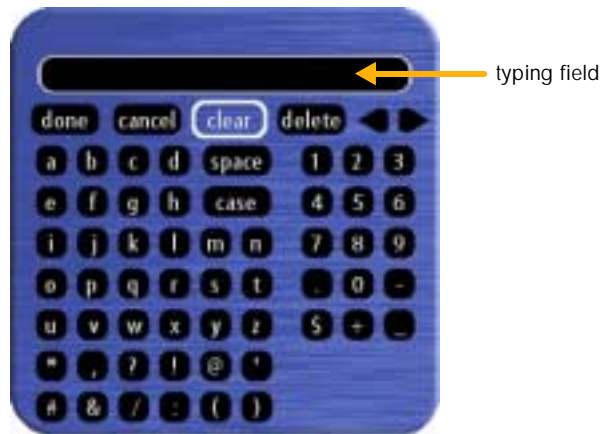 typing field
done cancel clear delete
a b c d space 1 2 3
e f g h case 4 5 6
i j k l m n 7 8 9
o p q r s t . 0 -
u v w x y z $ + _
* , ? ! @ '
# & / : ( )